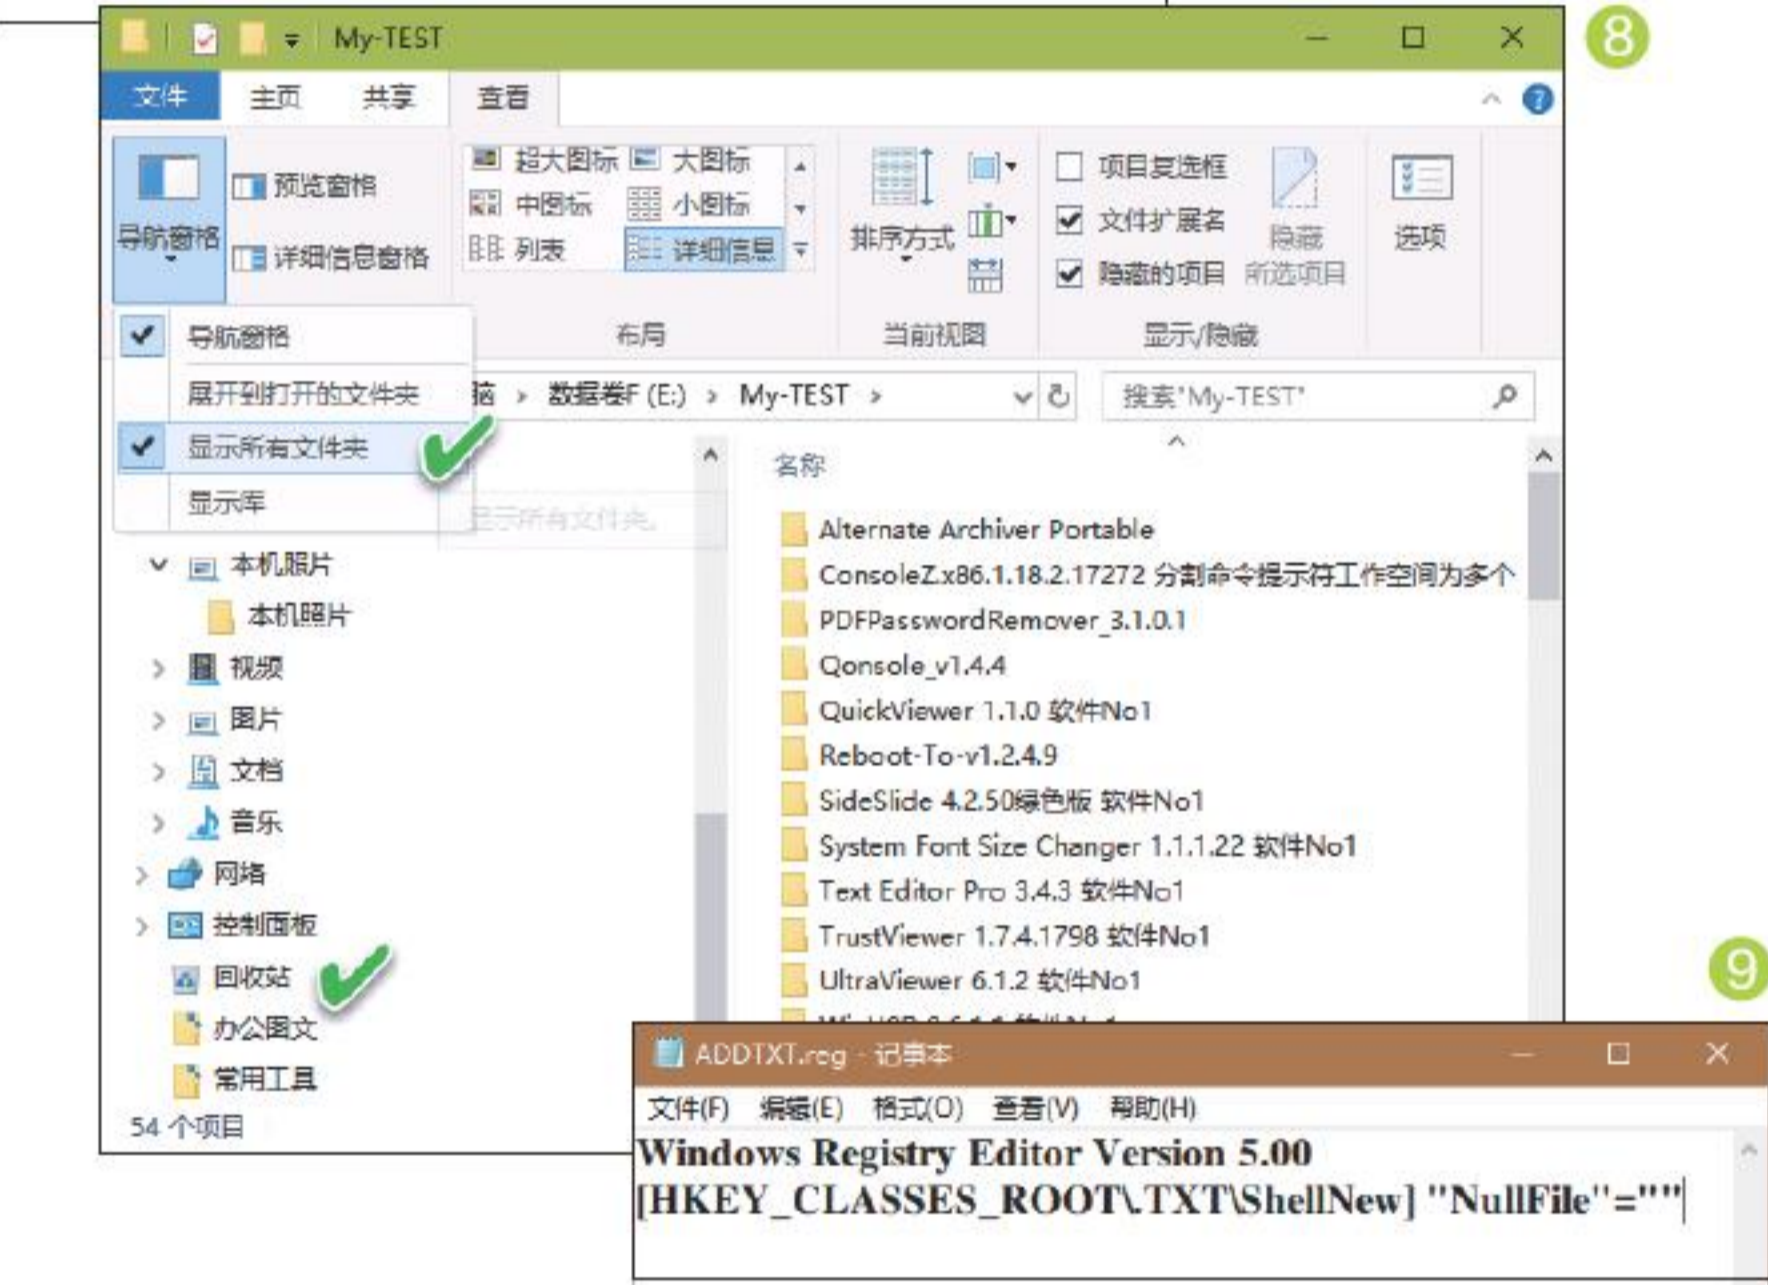 My-TEST
8
文件 主页 共享 查看
导航窗格
预览窗格
详细信息窗格
超大图标 大图标
中图标 小图标
列表 详细信息
排序方式
项目复选框
文件扩展名
隐藏的项目
隐藏
所选项目
选项
布局 当前视图 显示/隐藏
导航窗格
展开到打开的文件夹
显示所有文件夹
显示库
脑 > 数据卷F (E:) > My-TEST >
搜索"My-TEST"
显示所有文件夹。
本机照片
本机照片
视频
图片
文档
音乐
网络
控制面板
回收站
办公图文
常用工具
54 个项目
名称
Alternate Archiver Portable
ConsoleZ.x86.1.18.2.17272 分割命令提示符工作空间为多个
PDFPasswordRemover_3.1.0.1
Qonsole_v1.4.4
QuickViewer 1.1.0 软件No1
Reboot-To-v1.2.4.9
SideSlide 4.2.50绿色版 软件No1
System Font Size Changer 1.1.1.22 软件No1
Text Editor Pro 3.4.3 软件No1
TrustViewer 1.7.4.1798 软件No1
UltraViewer 6.1.2 软件No1
9
ADDTXT.reg - 记事本
文件(F) 编辑(E) 格式(O) 查看(V) 帮助(H)
Windows Registry Editor Version 5.00
[HKEY_CLASSES_ROOT\.TXT\ShellNew] "NullFile"=""